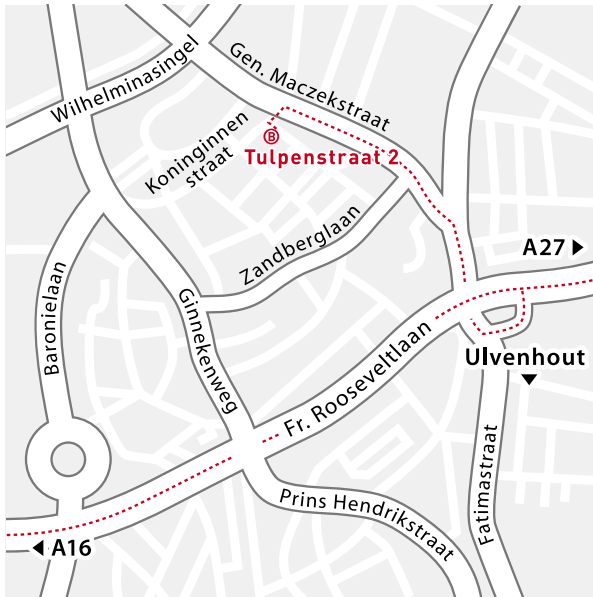 Wilhelminasingel
Gen. Maczekstraat
Koninginnen
straat
B
Tulpenstraat 2
Zandberglaan
A27
Baronielaan
Ginnekenweg
Fr. Rooseveltlaan
Ulvenhout
Fatimastraat
Prins Hendrikstraat
A16